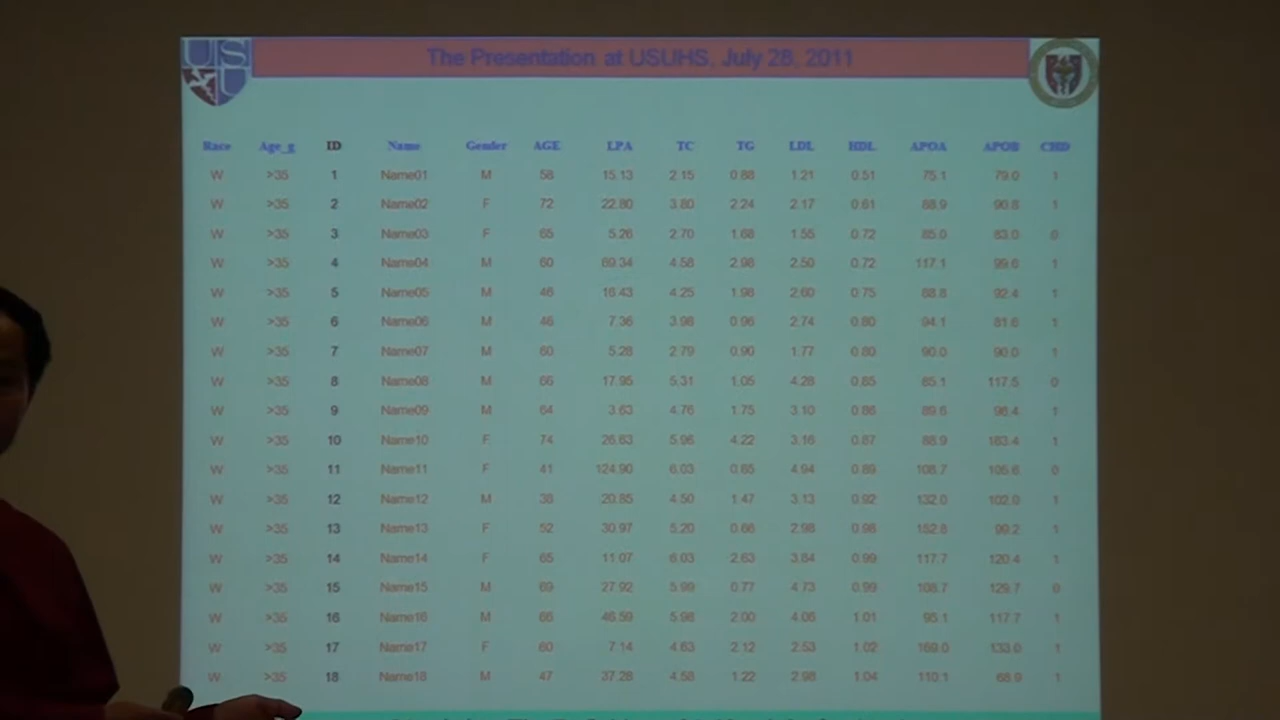 USU
The Presentation at USUHS, July 28, 2011
Race Age_g ID Name Gender AGE LPA TC TG LDL HDL APOA APOB CHD
W >35 1 Name01 M 58 15.13 2.15 0.88 1.21 0.51 75.1 79.0 1
W >35 2 Name02 F 72 22.80 3.80 2.24 2.17 0.61 88.9 90.8 1
W >35 3 Name03 F 65 5.26 2.70 1.68 1.55 0.72 85.0 83.0 0
W >35 4 Name04 M 60 69.34 4.58 2.98 2.50 0.72 117.1 99.6 1
W >35 5 Name05 M 46 16.43 4.25 1.98 2.60 0.75 68.8 92.4 1
W >35 6 Name06 M 46 7.36 3.98 0.96 2.74 0.80 94.1 81.6 1
W >35 7 Name07 M 60 5.28 2.79 0.90 1.77 0.80 90.0 90.0 1
W >35 8 Name08 M 66 17.95 5.31 1.05 4.28 0.85 85.1 117.5 0
W >35 9 Name09 M 64 3.63 4.76 1.75 3.10 0.86 89.6 98.4 1
W >35 10 Name10 F 74 26.63 5.96 4.22 3.16 0.87 88.9 183.4 1
W >35 11 Name11 F 41 124.90 6.03 0.65 4.94 0.89 108.7 105.6 0
W >35 12 Name12 M 38 20.85 4.50 1.47 3.13 0.92 132.0 102.0 1
W >35 13 Name13 F 52 30.97 5.20 0.66 2.98 0.98 152.8 99.2 1
W >35 14 Name14 F 65 11.07 6.03 2.63 3.84 0.99 117.7 120.4 1
W >35 15 Name15 M 69 27.92 5.99 0.77 4.73 0.99 108.7 129.7 0
W >35 16 Name16 M 66 46.59 5.98 2.00 4.06 1.01 95.1 117.7 1
W >35 17 Name17 F 60 7.14 4.63 2.12 2.53 1.02 169.0 133.0 1
W >35 18 Name18 M 47 37.28 4.58 1.22 2.98 1.04 110.1 68.9 1